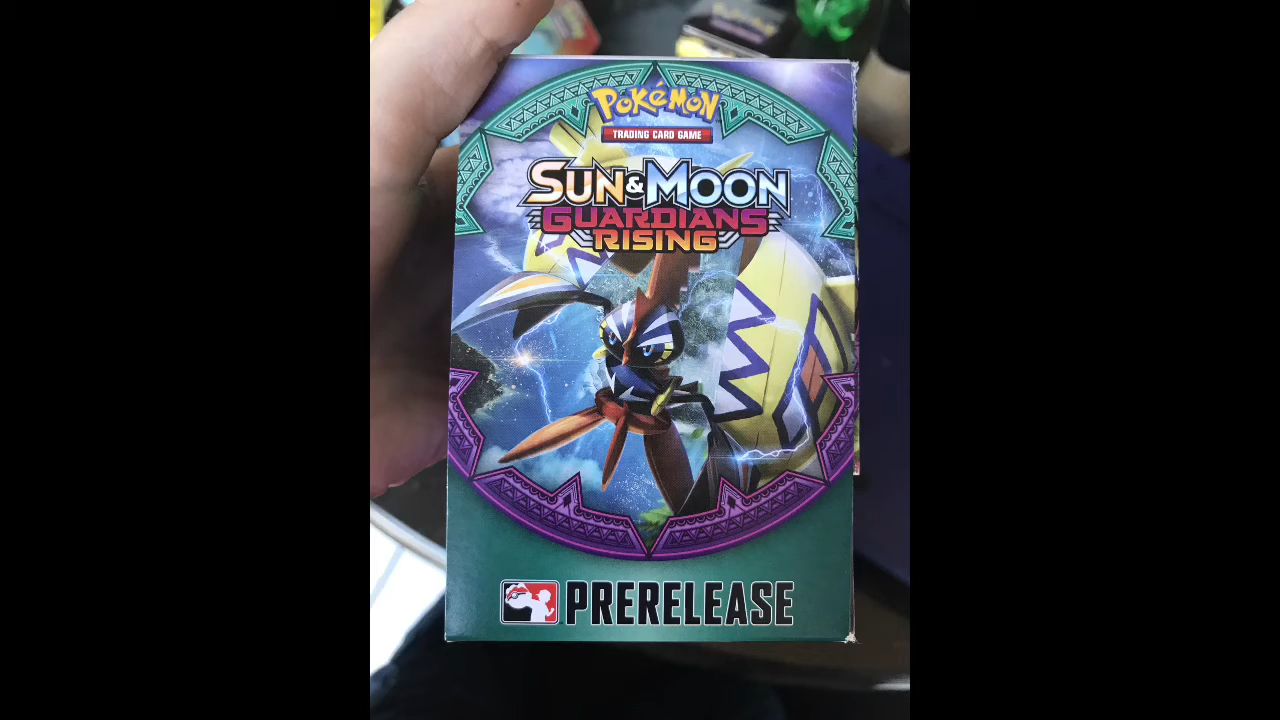 POKéMON
TRADING CARD GAME
SUN & MOON
GUARDIANS
RISING
PRERELEASE